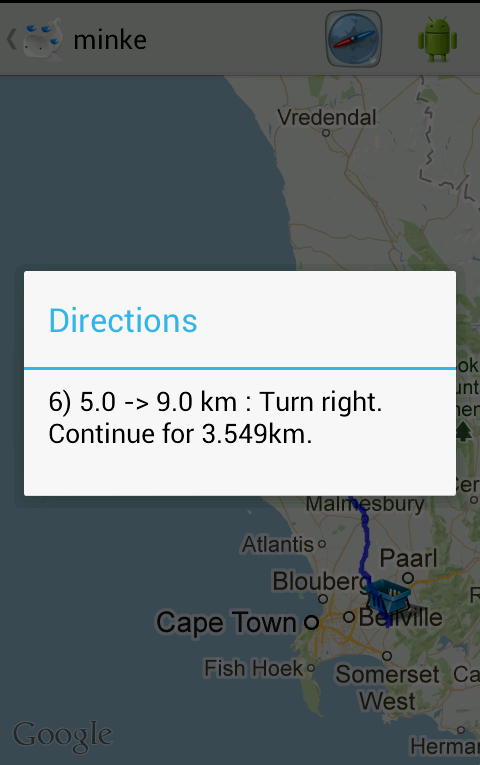 minke
Vredendal
Directions
6) 5.0 -> 9.0 km : Turn right.
Continue for 3.549km.
Malmesbury
Atlantis
Paarl
Blouberg
Cape Town
Bellville
Fish Hoek
Somerset
West
Google